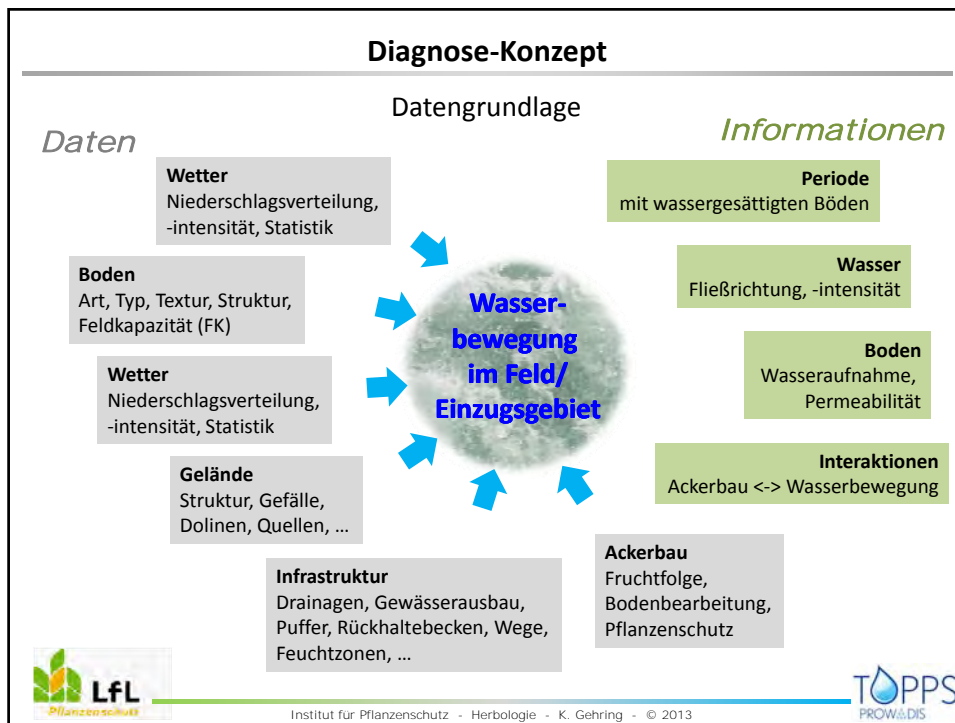 Diagnose-Konzept
Datengrundlage
Daten
Informationen
Wetter
Niederschlagsverteilung,
-intensität, Statistik
Boden
Art, Typ, Textur, Struktur,
Feldkapazität (FK)
Wetter
Niederschlagsverteilung,
-intensität, Statistik
Gelände
Struktur, Gefälle,
Dolinen, Quellen, ...
Infrastruktur
Drainagen, Gewässerausbau,
Puffer, Rückhaltebecken, Wege,
Feuchtzonen, ...
Ackerbau
Fruchtfolge,
Bodenbearbeitung,
Pflanzenschutz
Wasser-
bewegung
im Feld/
Einzugsgebiet
Periode
mit wassergesättigten Böden
Wasser
Fließrichtung, -intensität
Boden
Wasseraufnahme,
Permeabilität
Interaktionen
Ackerbau <-> Wasserbewegung
LfL
Pflanzenschutz
Institut für Pflanzenschutz - Herbologie - K. Gehring - © 2013
TOPPS
PROWADIS